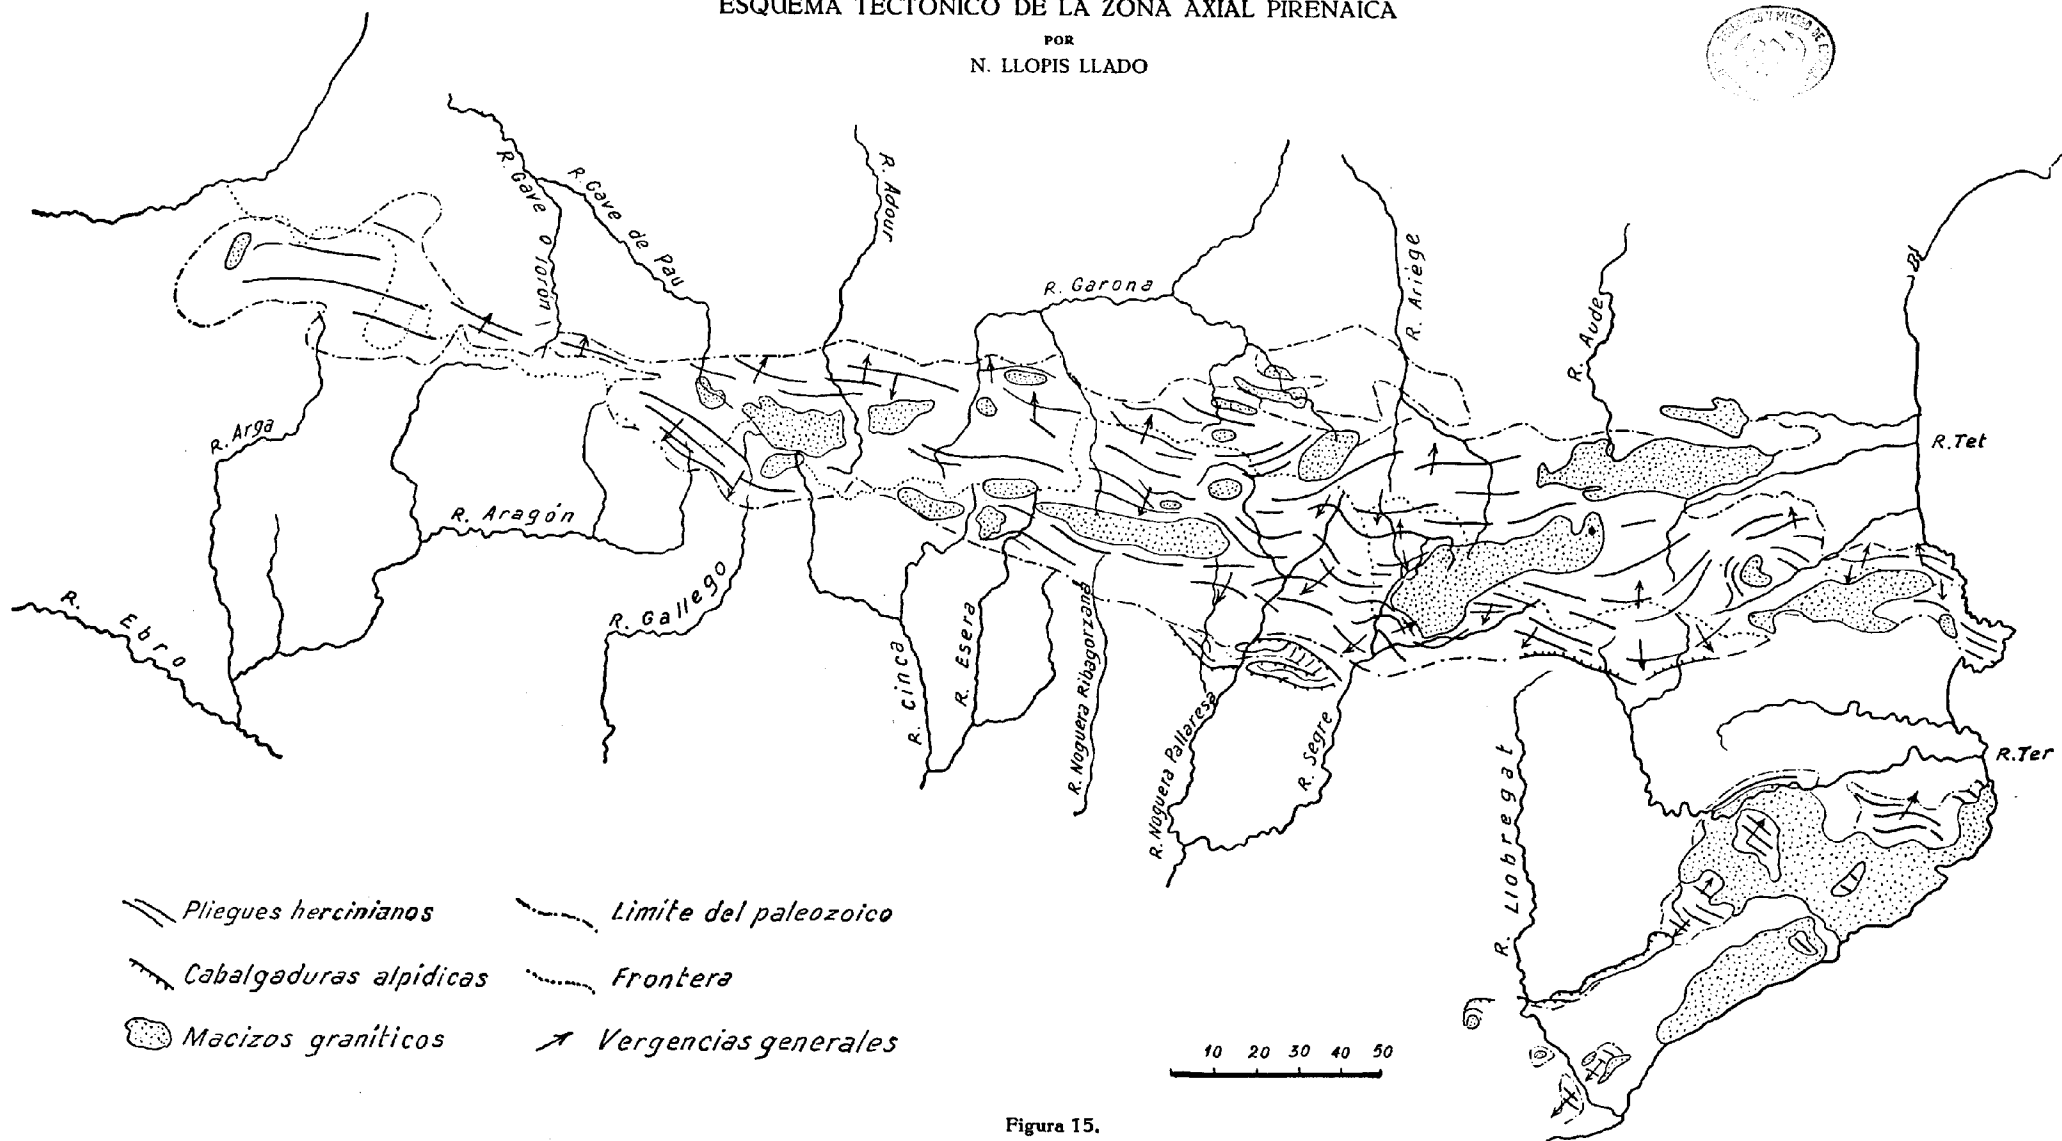 ESQUEMA TECTONICO DE LA ZONA AXIAL PIRENAICA
POR
N. LLOPIS LLADO
R. Gave o Toron
R. Gave de Pau
R. Adour
R. Garona
R. Ariège
R. Aude
R. Tet
R. Arga
R. Aragón
R. Ebro
R. Gallego
R. Cinca
R. Esera
R. Noguera Ribagorzana
R. Noguera Pallaresa
R. Segre
R. Llobregat
R. Ter
Pliegues hercinianos
Limite del paleozoico
Cabalgaduras alpídicas
Frontera
Macizos graníticos
Vergencias generales
10 20 30 40 50
Figura 15.